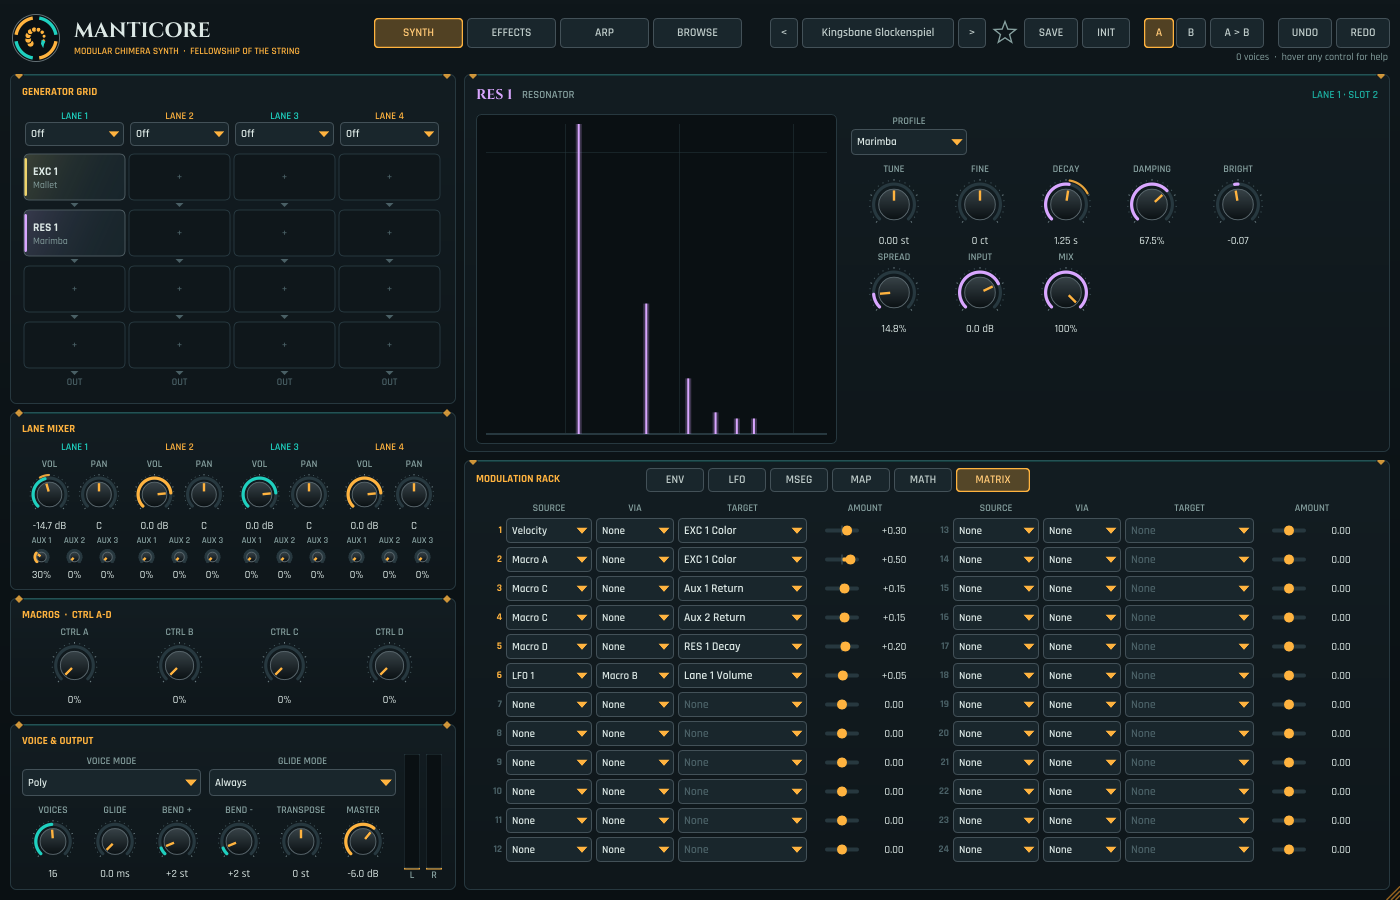 MANTICORE
MODULAR CHIMERA SYNTH · FELLOWSHIP OF THE STRING
SYNTH EFFECTS ARP BROWSE < Kingsbane Glockenspiel > SAVE INIT A B A > B UNDO REDO
0 voices · hover any control for help
GENERATOR GRID
LANE 1 LANE 2 LANE 3 LANE 4
Off Off Off Off
EXC 1
Mallet
+ + +
RES 1
Marimba
+ + +
+ + + +
+ + + +
OUT OUT OUT OUT
LANE MIXER
LANE 1 LANE 2 LANE 3 LANE 4
VOL PAN VOL PAN VOL PAN VOL PAN
-14.7 dB C 0.0 dB C 0.0 dB C 0.0 dB C
AUX 1 AUX 2 AUX 3 AUX 1 AUX 2 AUX 3 AUX 1 AUX 2 AUX 3 AUX 1 AUX 2 AUX 3
30% 0% 0% 0% 0% 0% 0% 0% 0% 0% 0% 0%
MACROS · CTRL A-D
CTRL A CTRL B CTRL C CTRL D
0% 0% 0% 0%
VOICE & OUTPUT
VOICE MODE GLIDE MODE
Poly Always
VOICES GLIDE BEND + BEND - TRANSPOSE MASTER
16 0.0 ms +2 st +2 st 0 st -6.0 dB
L R
RES 1 RESONATOR LANE 1 · SLOT 2
PROFILE
Marimba
TUNE FINE DECAY DAMPING BRIGHT
0.00 st 0 ct 1.25 s 67.5% -0.07
SPREAD INPUT MIX
14.8% 0.0 dB 100%
MODULATION RACK ENV LFO MSEG MAP MATH MATRIX
SOURCE VIA TARGET AMOUNT SOURCE VIA TARGET AMOUNT
1 Velocity None EXC 1 Color +0.30 13 None None None 0.00
2 Macro A None EXC 1 Color +0.50 14 None None None 0.00
3 Macro C None Aux 1 Return +0.15 15 None None None 0.00
4 Macro C None Aux 2 Return +0.15 16 None None None 0.00
5 Macro D None RES 1 Decay +0.20 17 None None None 0.00
6 LFO 1 Macro B Lane 1 Volume +0.05 18 None None None 0.00
7 None None None 0.00 19 None None None 0.00
8 None None None 0.00 20 None None None 0.00
9 None None None 0.00 21 None None None 0.00
10 None None None 0.00 22 None None None 0.00
11 None None None 0.00 23 None None None 0.00
12 None None None 0.00 24 None None None 0.00